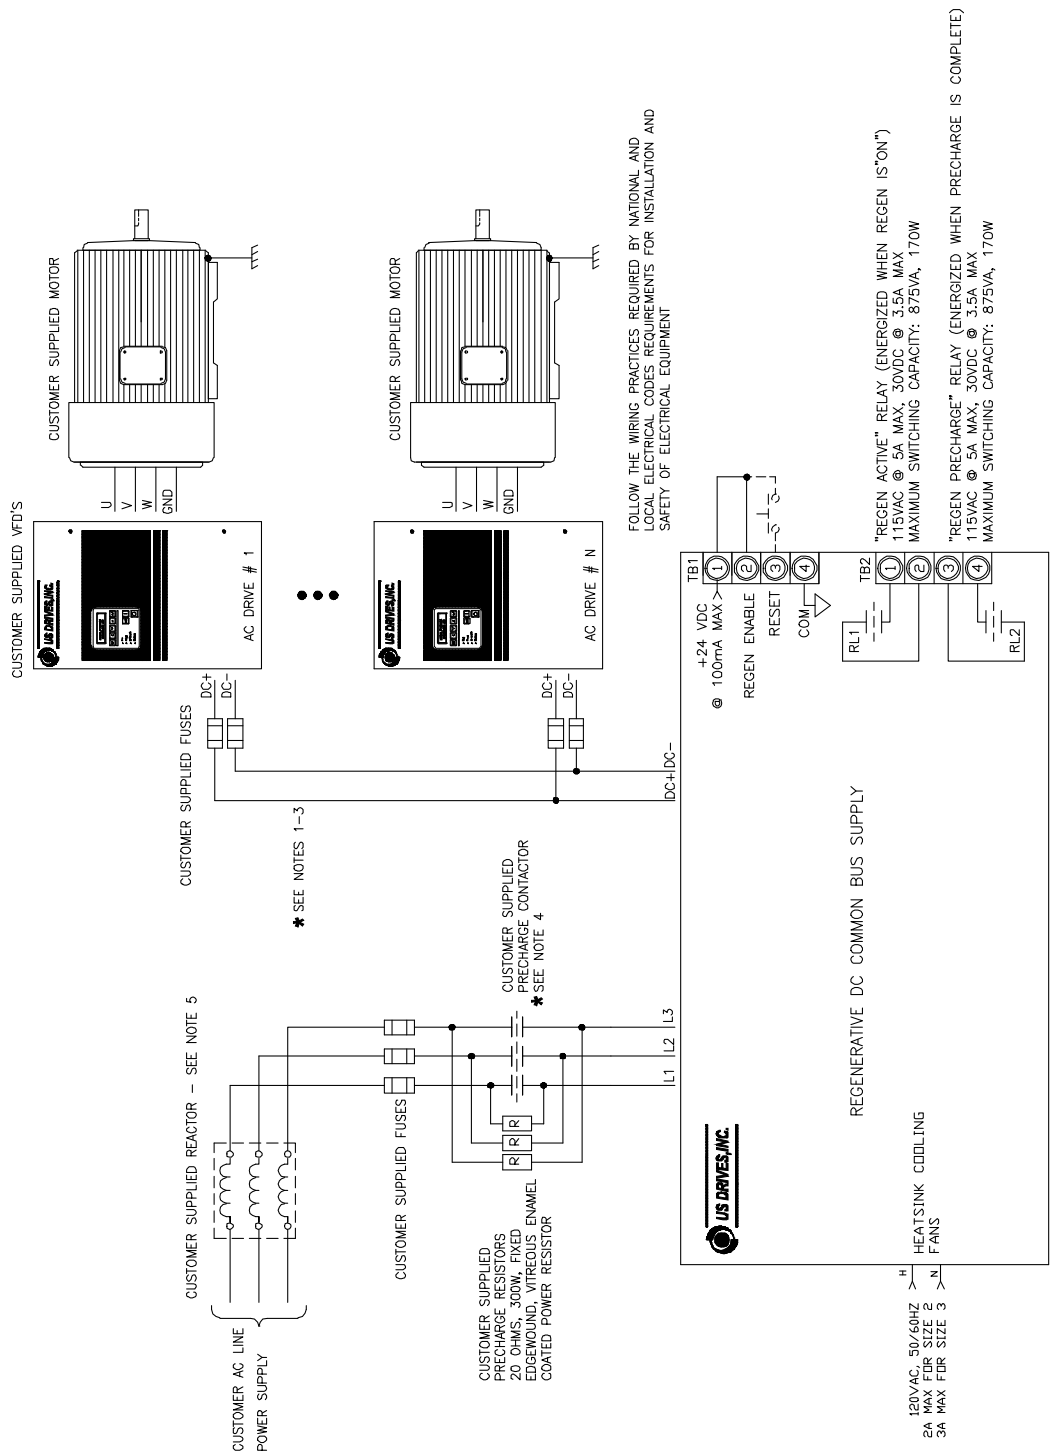 CUSTOMER AC LINE
POWER SUPPLY
CUSTOMER SUPPLIED REACTOR - SEE NOTE 5
CUSTOMER SUPPLIED FUSES
CUSTOMER SUPPLIED
PRECHARGE RESISTORS
20 OHMS, 300W, FIXED
EDGEWOUND, VITREOUS ENAMEL
COATED POWER RESISTOR
R
R
R
CUSTOMER SUPPLIED
PRECHARGE CONTACTOR
* SEE NOTE 4
L1
L2
L3
* SEE NOTES 1-3
CUSTOMER SUPPLIED FUSES
DC+
DC-
DC+
DC-
DC+
DC-
CUSTOMER SUPPLIED VFD'S
US DRIVES,INC.
AC DRIVE # 1
US DRIVES,INC.
AC DRIVE # N
U
V
W
GND
U
V
W
GND
CUSTOMER SUPPLIED MOTOR
CUSTOMER SUPPLIED MOTOR
FOLLOW THE WIRING PRACTICES REQUIRED BY NATIONAL AND
LOCAL ELECTRICAL CODES REQUIREMENTS FOR INSTALLATION AND
SAFETY OF ELECTRICAL EQUIPMENT
US DRIVES,INC.
REGENERATIVE DC COMMON BUS SUPPLY
120VAC, 50/60HZ
2A MAX FOR SIZE 2
3A MAX FOR SIZE 3
H
N
HEATSINK COOLING
FANS
+24 VDC
@ 100mA MAX
REGEN ENABLE
RESET
COM
TB1
1
2
3
4
RL1
RL2
TB2
1
2
3
4
"REGEN ACTIVE" RELAY (ENERGIZED WHEN REGEN IS"ON")
115VAC @ 5A MAX, 30VDC @ 3.5A MAX
MAXIMUM SWITCHING CAPACITY: 875VA, 170W
"REGEN PRECHARGE" RELAY (ENERGIZED WHEN PRECHARGE IS COMPLETE)
115VAC @ 5A MAX, 30VDC @ 3.5A MAX
MAXIMUM SWITCHING CAPACITY: 875VA, 170W